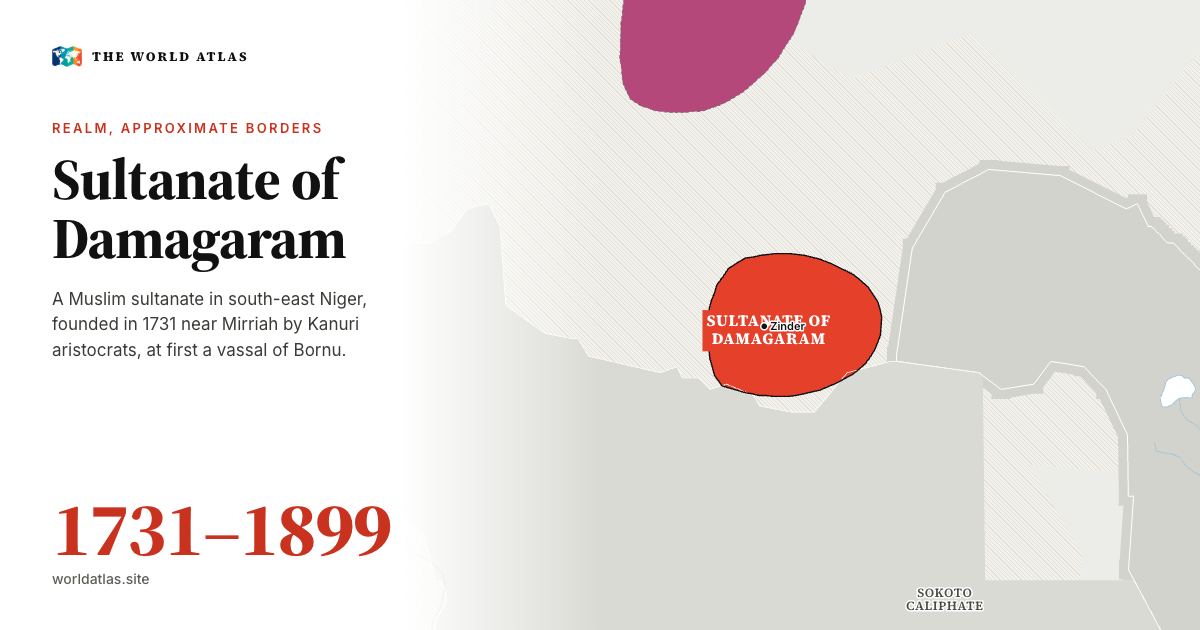 THE WORLD ATLAS
REALM, APPROXIMATE BORDERS
Sultanate of
Damagaram
A Muslim sultanate in south-east Niger,
founded in 1731 near Mirriah by Kanuri
aristocrats, at first a vassal of Bornu.
1731–1899
worldatlas.site
SULTANATE OF
DAMAGARAM
Zinder
SOKOTO
CALIPHATE